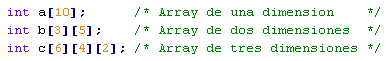 int a[10];       /* Array de una dimension    */
int b[3][5];     /* Array de dos dimensiones  */
int c[6][4][2]; /* Array de tres dimensiones */